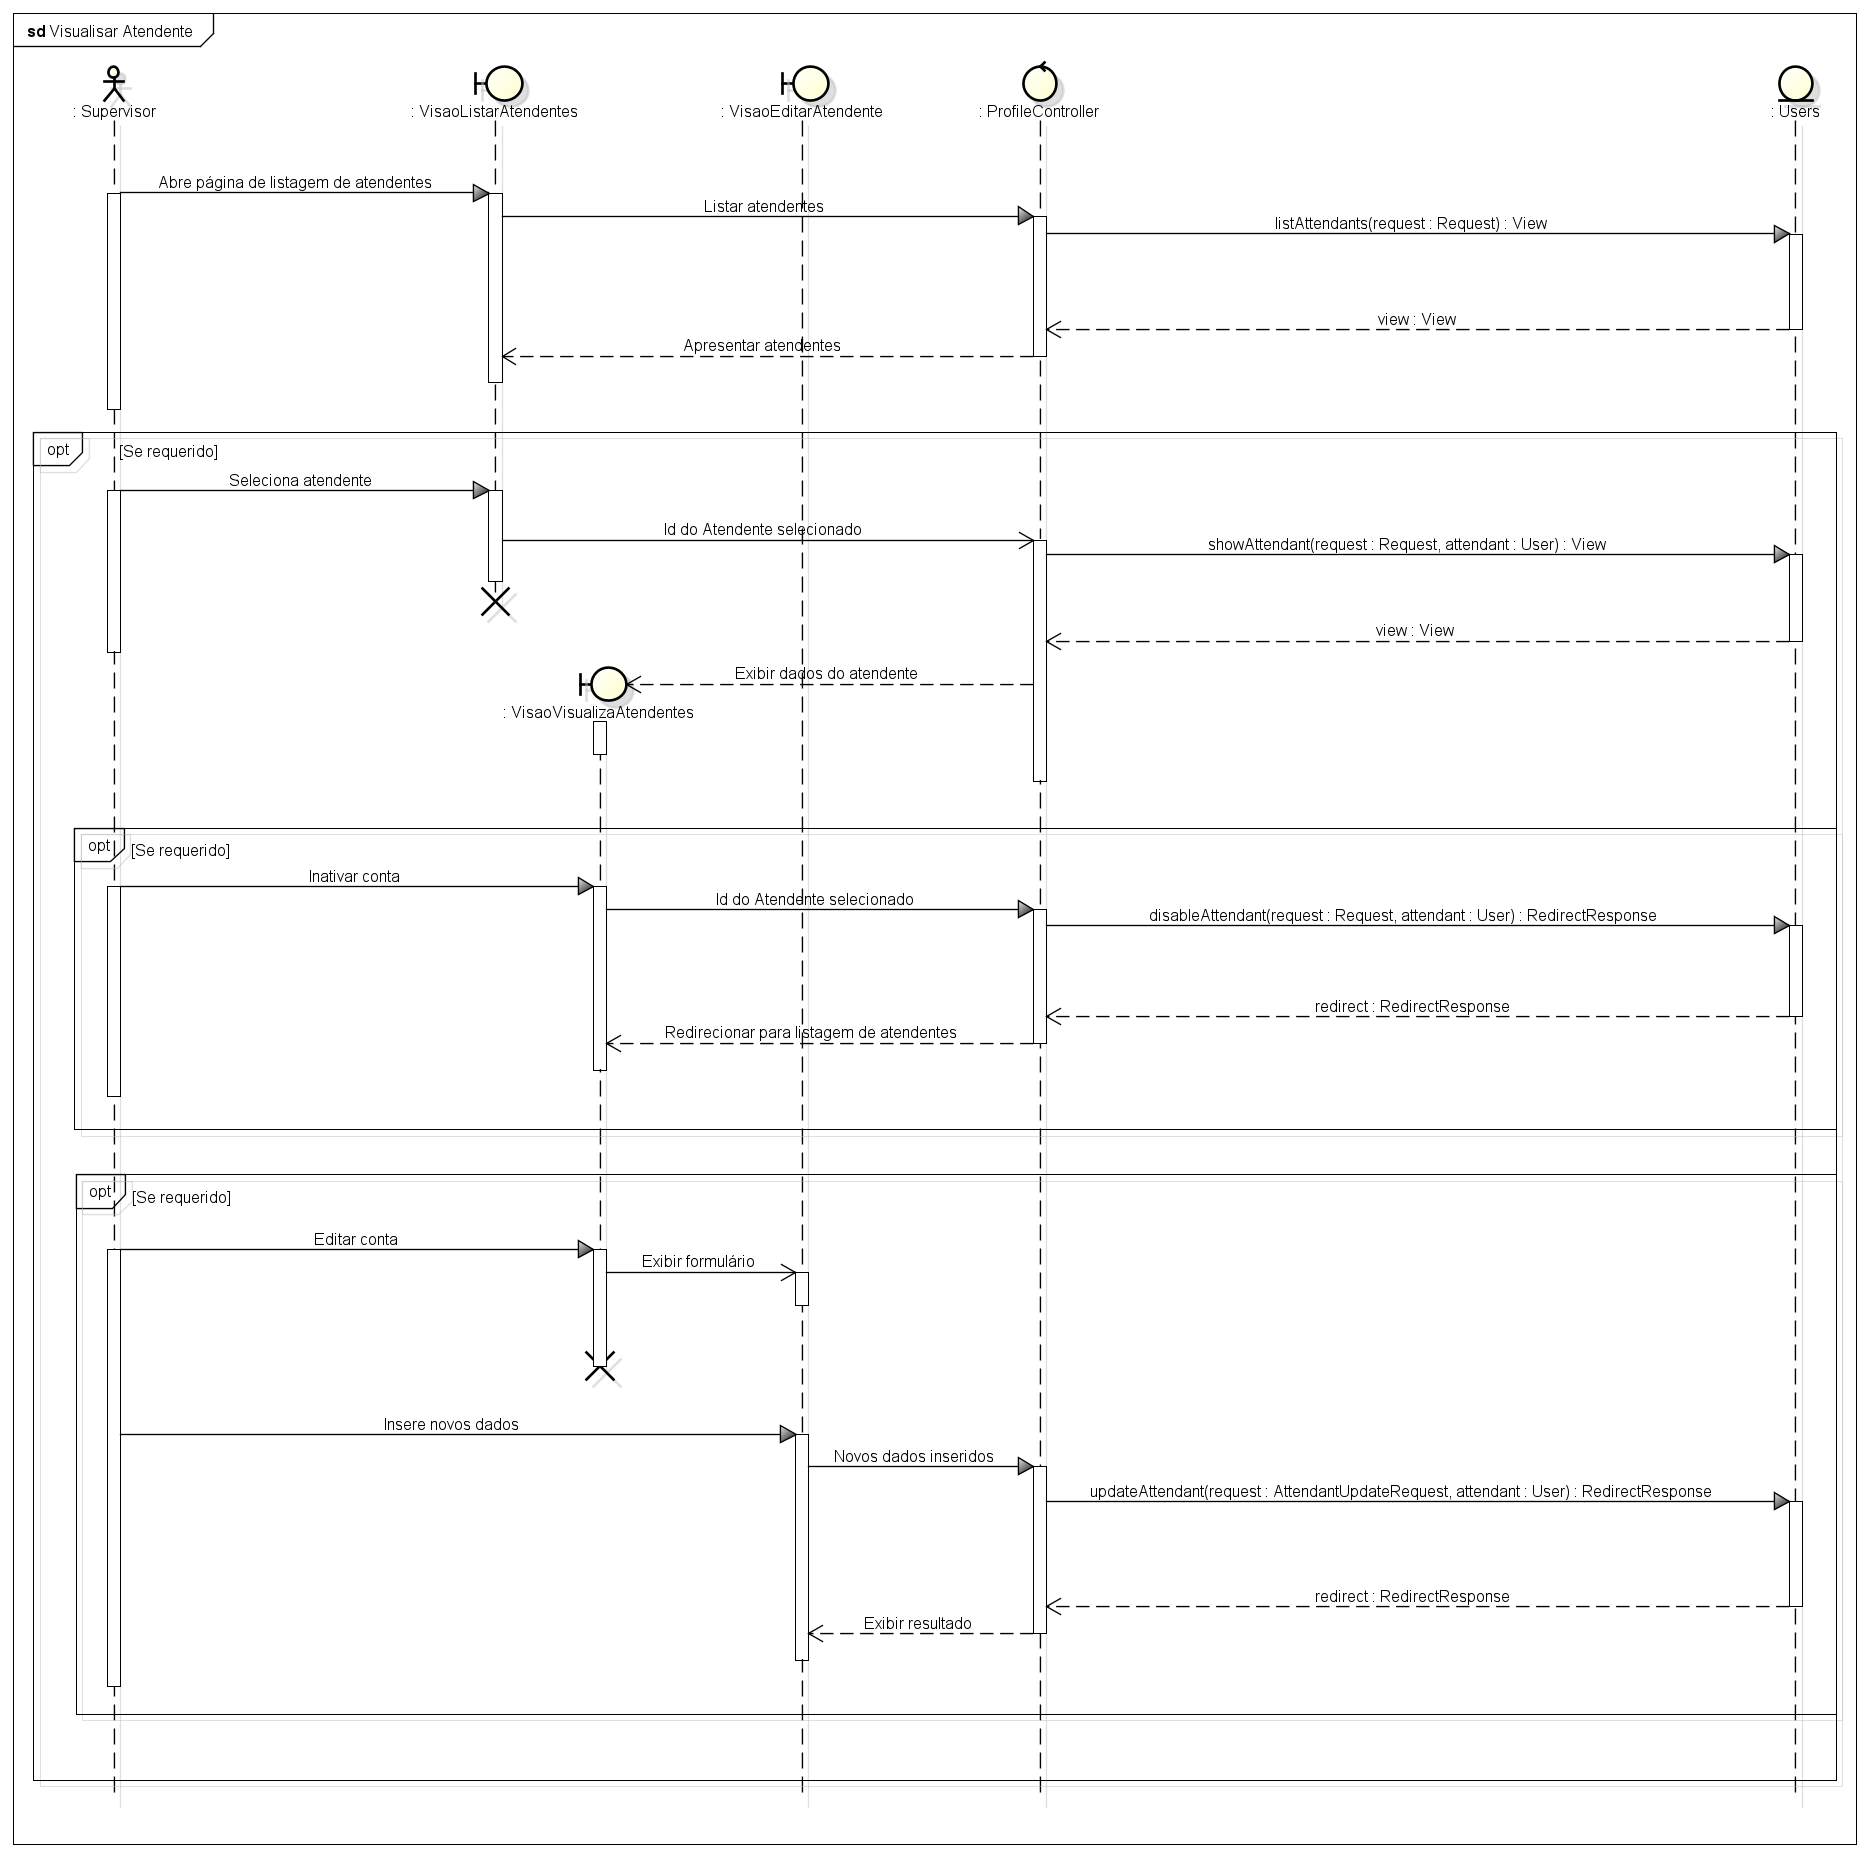 sd Visualisar Atendente
: Supervisor
: VisaoListarAtendentes
: VisaoEditarAtendente
: ProfileController
: Users
Abre página de listagem de atendentes
Listar atendentes
listAttendants(request : Request) : View
view : View
Apresentar atendentes
opt
[Se requerido]
Seleciona atendente
Id do Atendente selecionado
showAttendant(request : Request, attendant : User) : View
view : View
Exibir dados do atendente
: VisaoVisualizaAtendentes
opt
[Se requerido]
Inativar conta
Id do Atendente selecionado
disableAttendant(request : Request, attendant : User) : RedirectResponse
redirect : RedirectResponse
Redirecionar para listagem de atendentes
opt
[Se requerido]
Editar conta
Exibir formulário
Insere novos dados
Novos dados inseridos
updateAttendant(request : AttendantUpdateRequest, attendant : User) : RedirectResponse
redirect : RedirectResponse
Exibir resultado